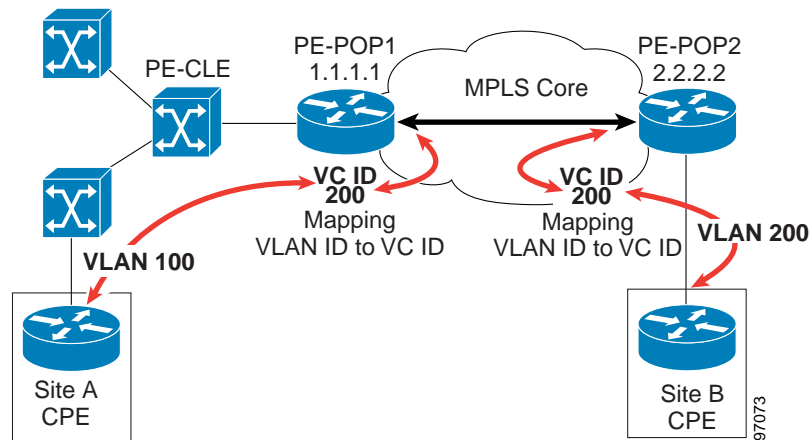 PE-POP1
1.1.1.1
PE-POP2
2.2.2.2
PE-CLE
MPLS Core
VC ID
200
Mapping
VLAN ID to VC ID
VC ID
200
Mapping
VLAN ID to VC ID
VLAN 100
VLAN 200
Site A
CPE
Site B
CPE
97073